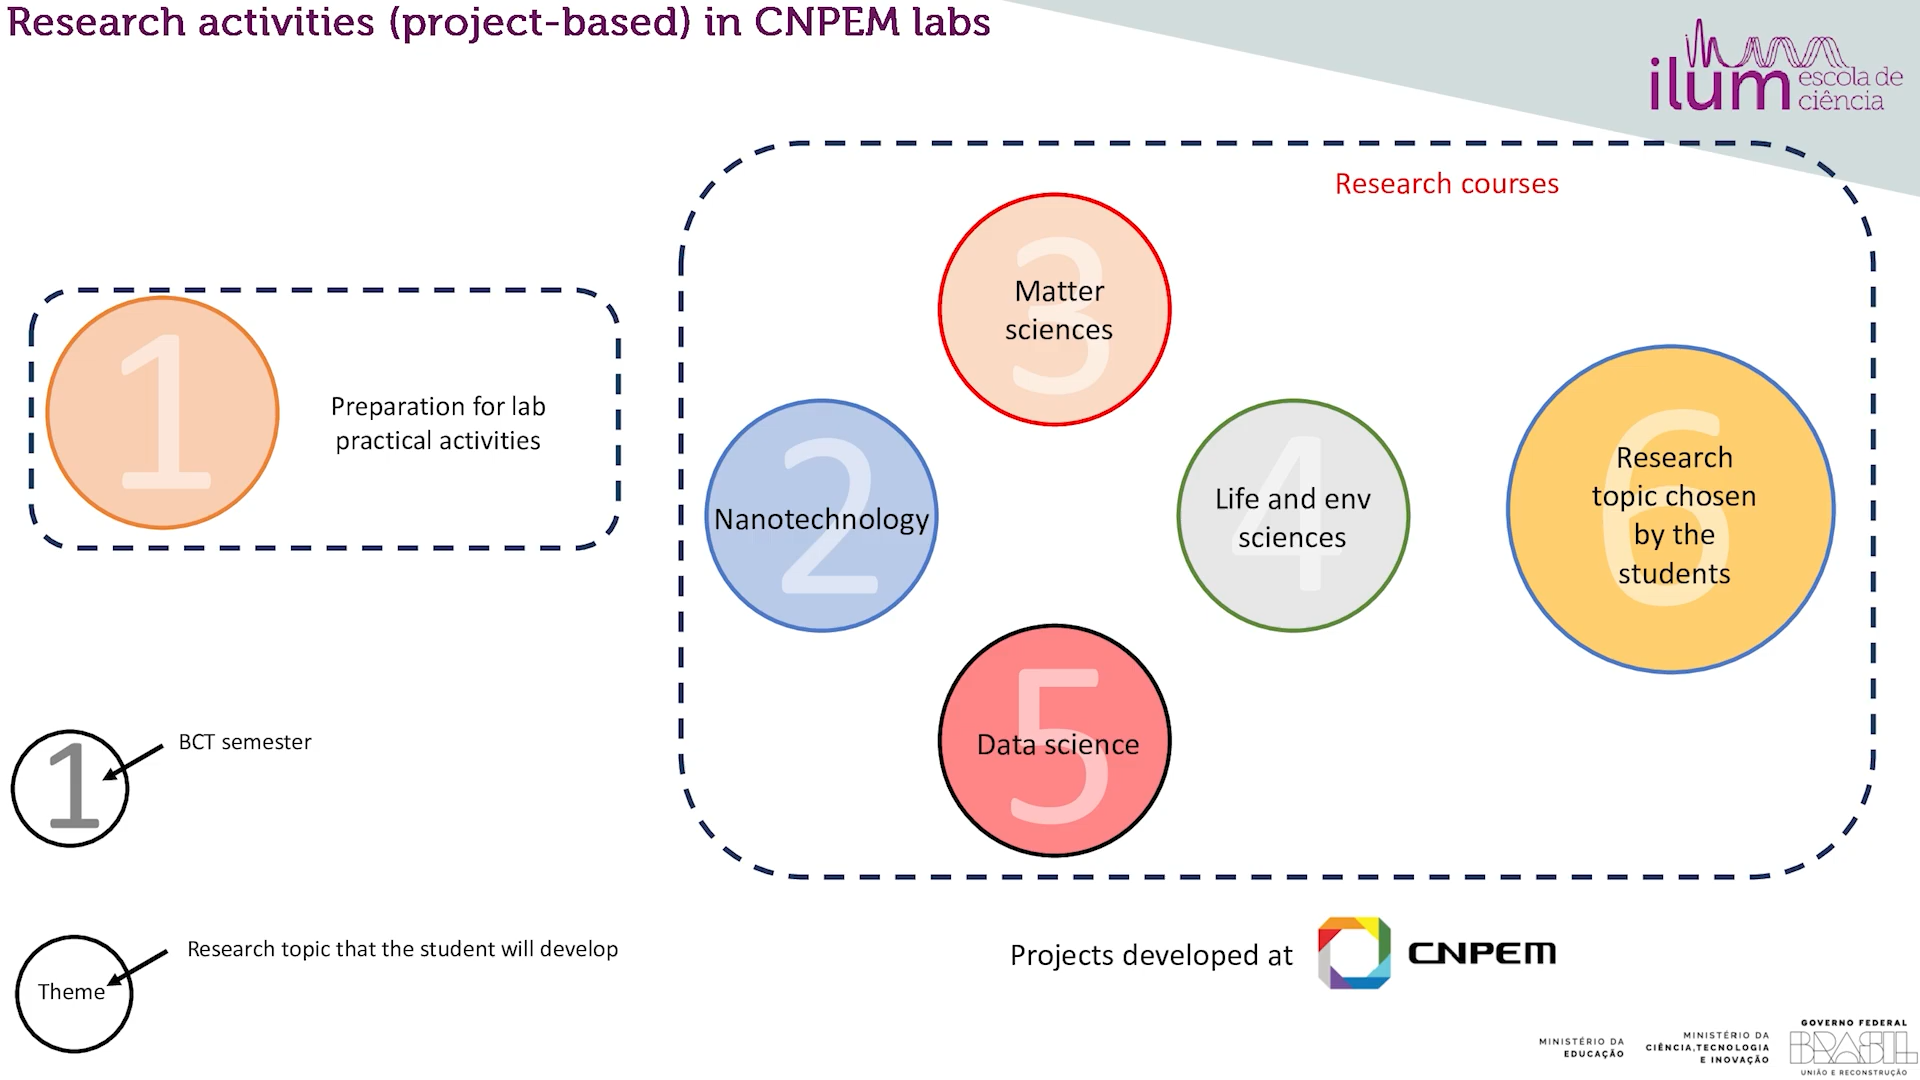 Research activities (project-based) in CNPEM labs
ilum
escola de
ciência
Research courses
1
Preparation for lab
practical activities
3
Matter
sciences
2
Nanotechnology
4
Life and env
sciences
6
Research
topic chosen
by the
students
5
Data science
1
BCT semester
Theme
Research topic that the student will develop
Projects developed at
CNPEM
MINISTÉRIO DA
EDUCAÇÃO
MINISTÉRIO DA
CIÊNCIA, TECNOLOGIA
E INOVAÇÃO
GOVERNO FEDERAL
BRASIL
UNIÃO E RECONSTRUÇÃO